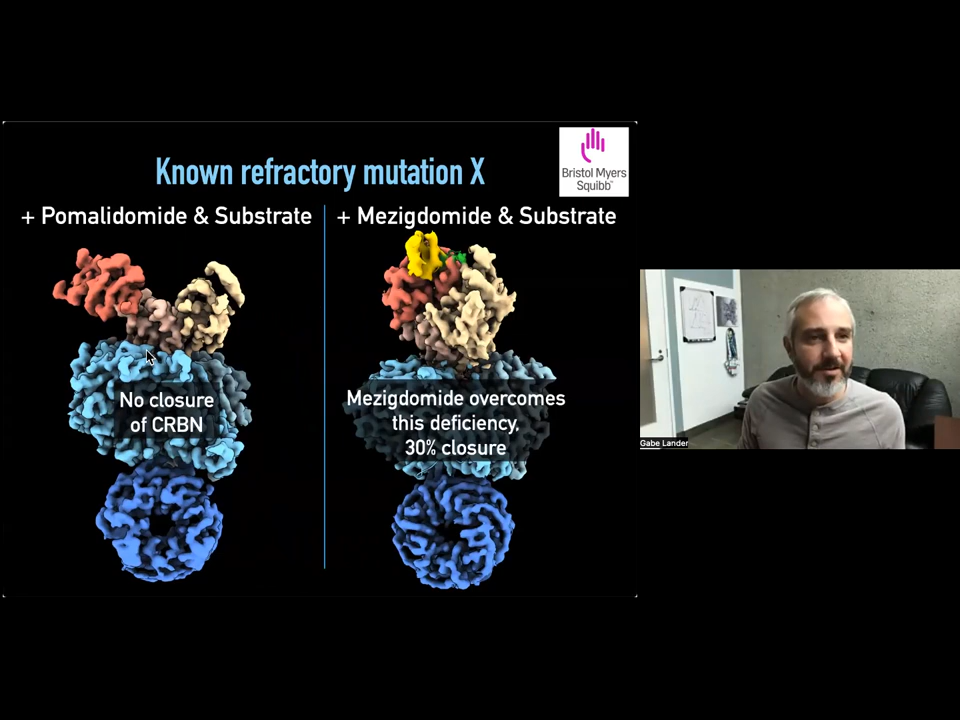 Known refractory mutation X
Bristol Myers
Squibb™
+ Pomalidomide & Substrate
+ Mezigdomide & Substrate
No closure
of CRBN
Mezigdomide overcomes
this deficiency.
30% closure
Gabe Lander